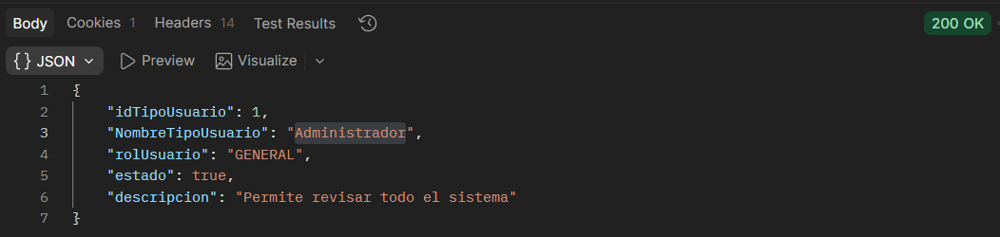 Body Cookies 1 Headers 14 Test Results 200 OK
{} JSON Preview Visualize
1 {
2 "idTipoUsuario": 1,
3 "NombreTipoUsuario": "Administrador",
4 "rolUsuario": "GENERAL",
5 "estado": true,
6 "descripcion": "Permite revisar todo el sistema"
7 }